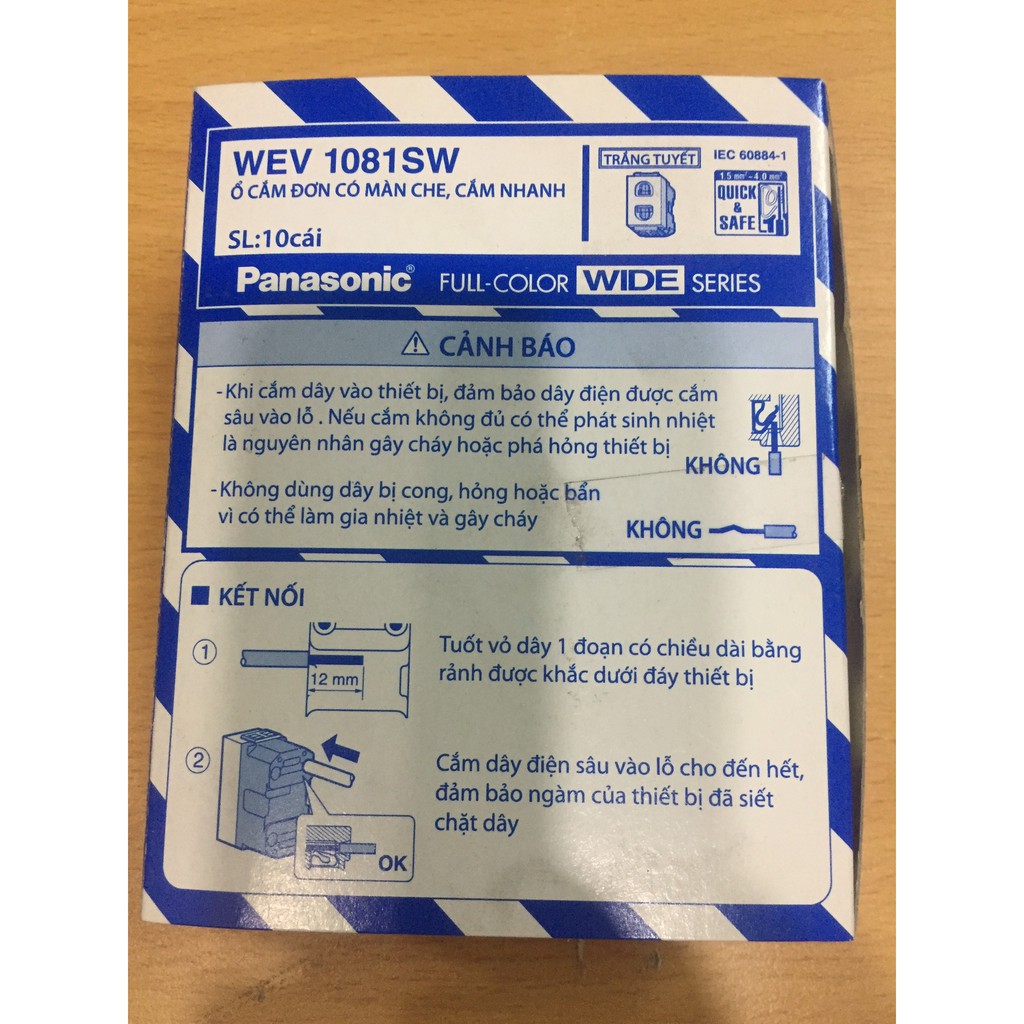 WEV 1081SW
Ổ CẮM ĐƠN CÓ MÀN CHE, CẮM NHANH
SL:10cái
TRẮNG TUYẾT
IEC 60884-1
1.5 mm²-4.0 mm²
QUICK
&
SAFE
Panasonic® FULL-COLOR WIDE SERIES
CẢNH BÁO
-Khi cắm dây vào thiết bị, đảm bảo dây điện được cắm
sâu vào lỗ . Nếu cắm không đủ có thể phát sinh nhiệt
là nguyên nhân gây cháy hoặc phá hỏng thiết bị
KHÔNG
-Không dùng dây bị cong, hỏng hoặc bẩn
vì có thể làm gia nhiệt và gây cháy
KHÔNG
KẾT NỐI
1
12 mm
Tuốt vỏ dây 1 đoạn có chiều dài bằng
rảnh được khắc dưới đáy thiết bị
2
OK
Cắm dây điện sâu vào lỗ cho đến hết,
đảm bảo ngàm của thiết bị đã siết
chặt dây